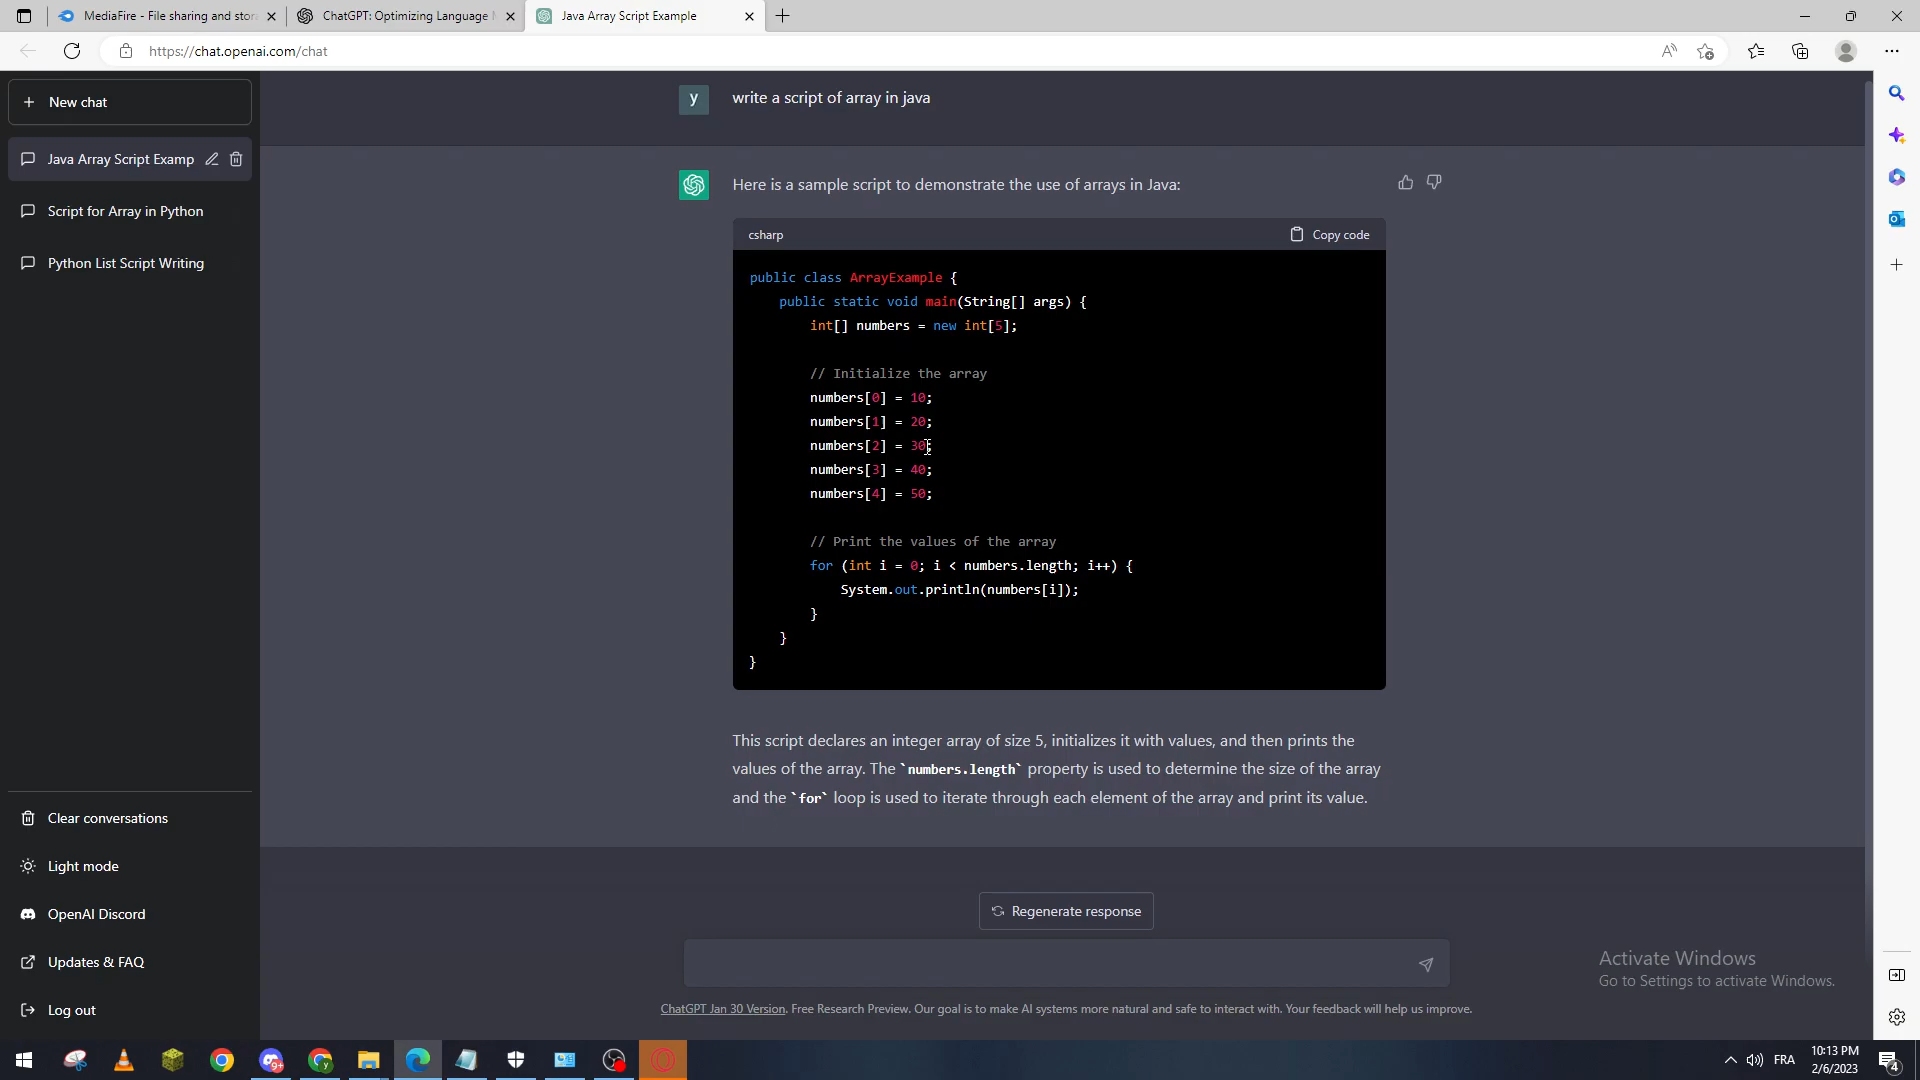 MediaFire - File sharing and stor
ChatGPT: Optimizing Language
Java Array Script Example
https://chat.openai.com/chat
New chat
Java Array Script Examp
Script for Array in Python
Python List Script Writing
Clear conversations
Light mode
OpenAI Discord
Updates & FAQ
Log out
y
write a script of array in java
Here is a sample script to demonstrate the use of arrays in Java:
csharp
Copy code
public class ArrayExample {
    public static void main(String[] args) {
        int[] numbers = new int[5];
        // Initialize the array
        numbers[0] = 10;
        numbers[1] = 20;
        numbers[2] = 30;
        numbers[3] = 40;
        numbers[4] = 50;
        // Print the values of the array
        for (int i = 0; i < numbers.length; i++) {
            System.out.println(numbers[i]);
        }
    }
}
This script declares an integer array of size 5, initializes it with values, and then prints the
values of the array. The `numbers.length` property is used to determine the size of the array
and the `for` loop is used to iterate through each element of the array and print its value.
Regenerate response
ChatGPT Jan 30 Version. Free Research Preview. Our goal is to make AI systems more natural and safe to interact with. Your feedback will help us improve.
Activate Windows
Go to Settings to activate Windows.
9+
y
FRA
10:13 PM
2/6/2023
4